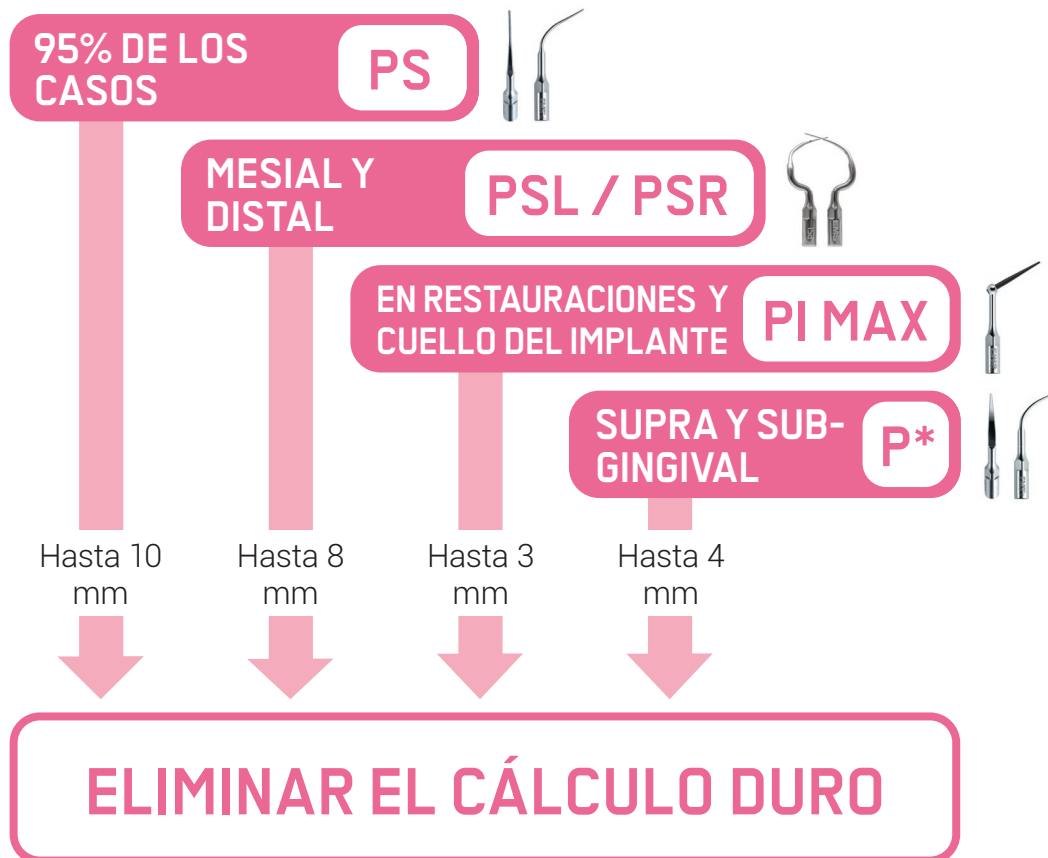 95% DE LOS
CASOS
PS
MESIAL Y
DISTAL
PSL / PSR
EN RESTAURACIONES Y
CUELLO DEL IMPLANTE
PI MAX
SUPRA Y SUB-
GINGIVAL
P*
Hasta 10
mm
Hasta 8
mm
Hasta 3
mm
Hasta 4
mm
ELIMINAR EL CÁLCULO DURO